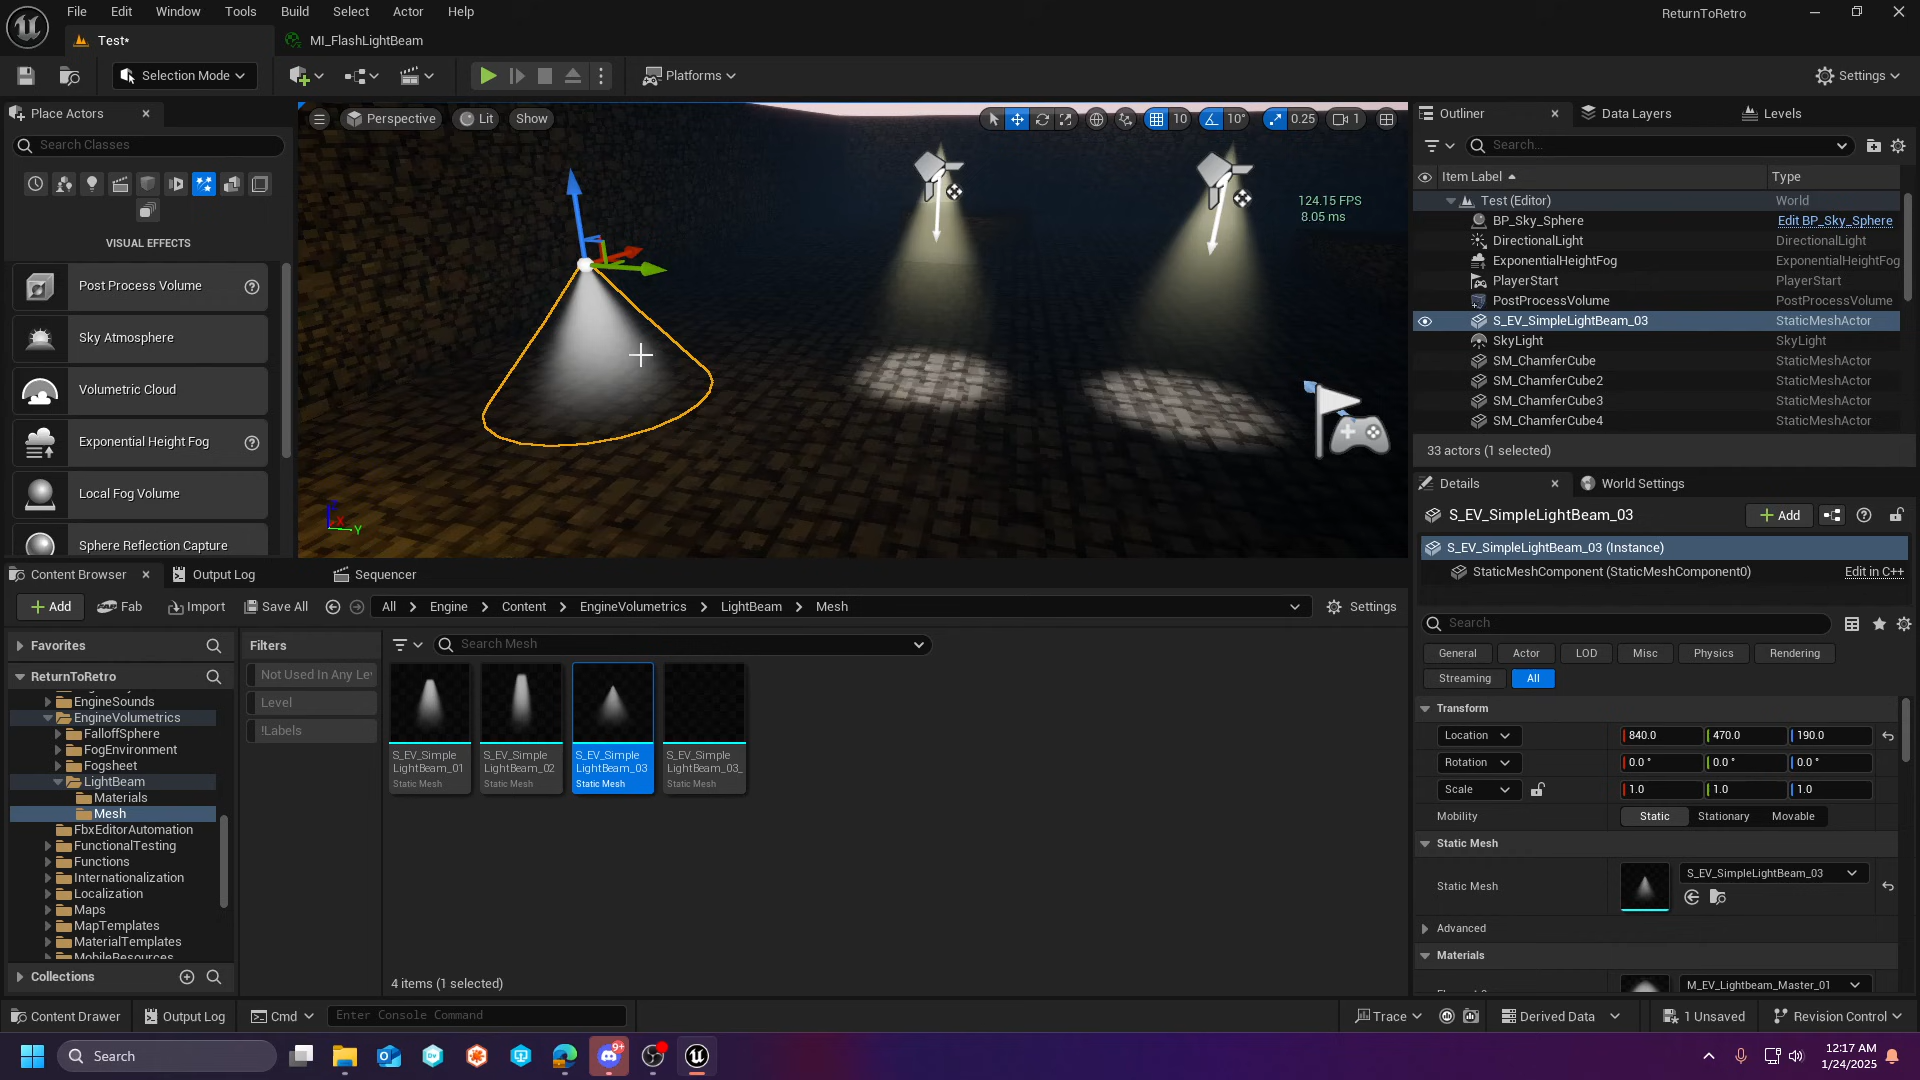 File Edit Window Tools Build Select Actor Help
ReturnToRetro
Test*
MI_FlashLightBeam
Selection Mode
Platforms
Settings
Place Actors
Search Classes
VISUAL EFFECTS
Post Process Volume
Sky Atmosphere
Volumetric Cloud
Exponential Height Fog
Local Fog Volume
Sphere Reflection Capture
Perspective
Lit
Show
10
10°
0.25
1
124.15 FPS
8.05 ms
X
Y
Outliner
Data Layers
Levels
Search...
Item Label
Type
Test (Editor) World
BP_Sky_Sphere Edit BP_Sky_Sphere
DirectionalLight DirectionalLight
ExponentialHeightFog ExponentialHeightFog
PlayerStart PlayerStart
PostProcessVolume PostProcessVolume
S_EV_SimpleLightBeam_03 StaticMeshActor
SkyLight SkyLight
SM_ChamferCube StaticMeshActor
SM_ChamferCube2 StaticMeshActor
SM_ChamferCube3 StaticMeshActor
SM_ChamferCube4 StaticMeshActor
33 actors (1 selected)
Details
World Settings
S_EV_SimpleLightBeam_03
Add
S_EV_SimpleLightBeam_03 (Instance)
StaticMeshComponent (StaticMeshComponent0) Edit in C++
Search
General Actor LOD Misc Physics Rendering
Streaming All
Transform
Location 840.0 470.0 190.0
Rotation 0.0 ° 0.0 ° 0.0 °
Scale 1.0 1.0 1.0
Mobility Static Stationary Movable
Static Mesh
Static Mesh S_EV_SimpleLightBeam_03
Advanced
Materials
M_EV_Lightbeam_Master_01
Content Browser
Output Log
Sequencer
Add
Fab
Import
Save All
All > Engine > Content > EngineVolumetrics > LightBeam > Mesh
Settings
Favorites
ReturnToRetro
EngineSounds
EngineVolumetrics
FalloffSphere
FogEnvironment
Fogsheet
LightBeam
Materials
Mesh
FbxEditorAutomation
FunctionalTesting
Functions
Internationalization
Localization
Maps
MapTemplates
MaterialTemplates
MobileResources
Collections
Filters
Not Used In Any Lev
Level
!Labels
Search Mesh
S_EV_Simple
LightBeam_01
Static Mesh
S_EV_Simple
LightBeam_02
Static Mesh
S_EV_Simple
LightBeam_03
Static Mesh
S_EV_Simple
LightBeam_03_
Static Mesh
4 items (1 selected)
Content Drawer
Output Log
Cmd
Enter Console Command
Trace
Derived Data
1 Unsaved
Revision Control
Search
9+
12:17 AM
1/24/2025